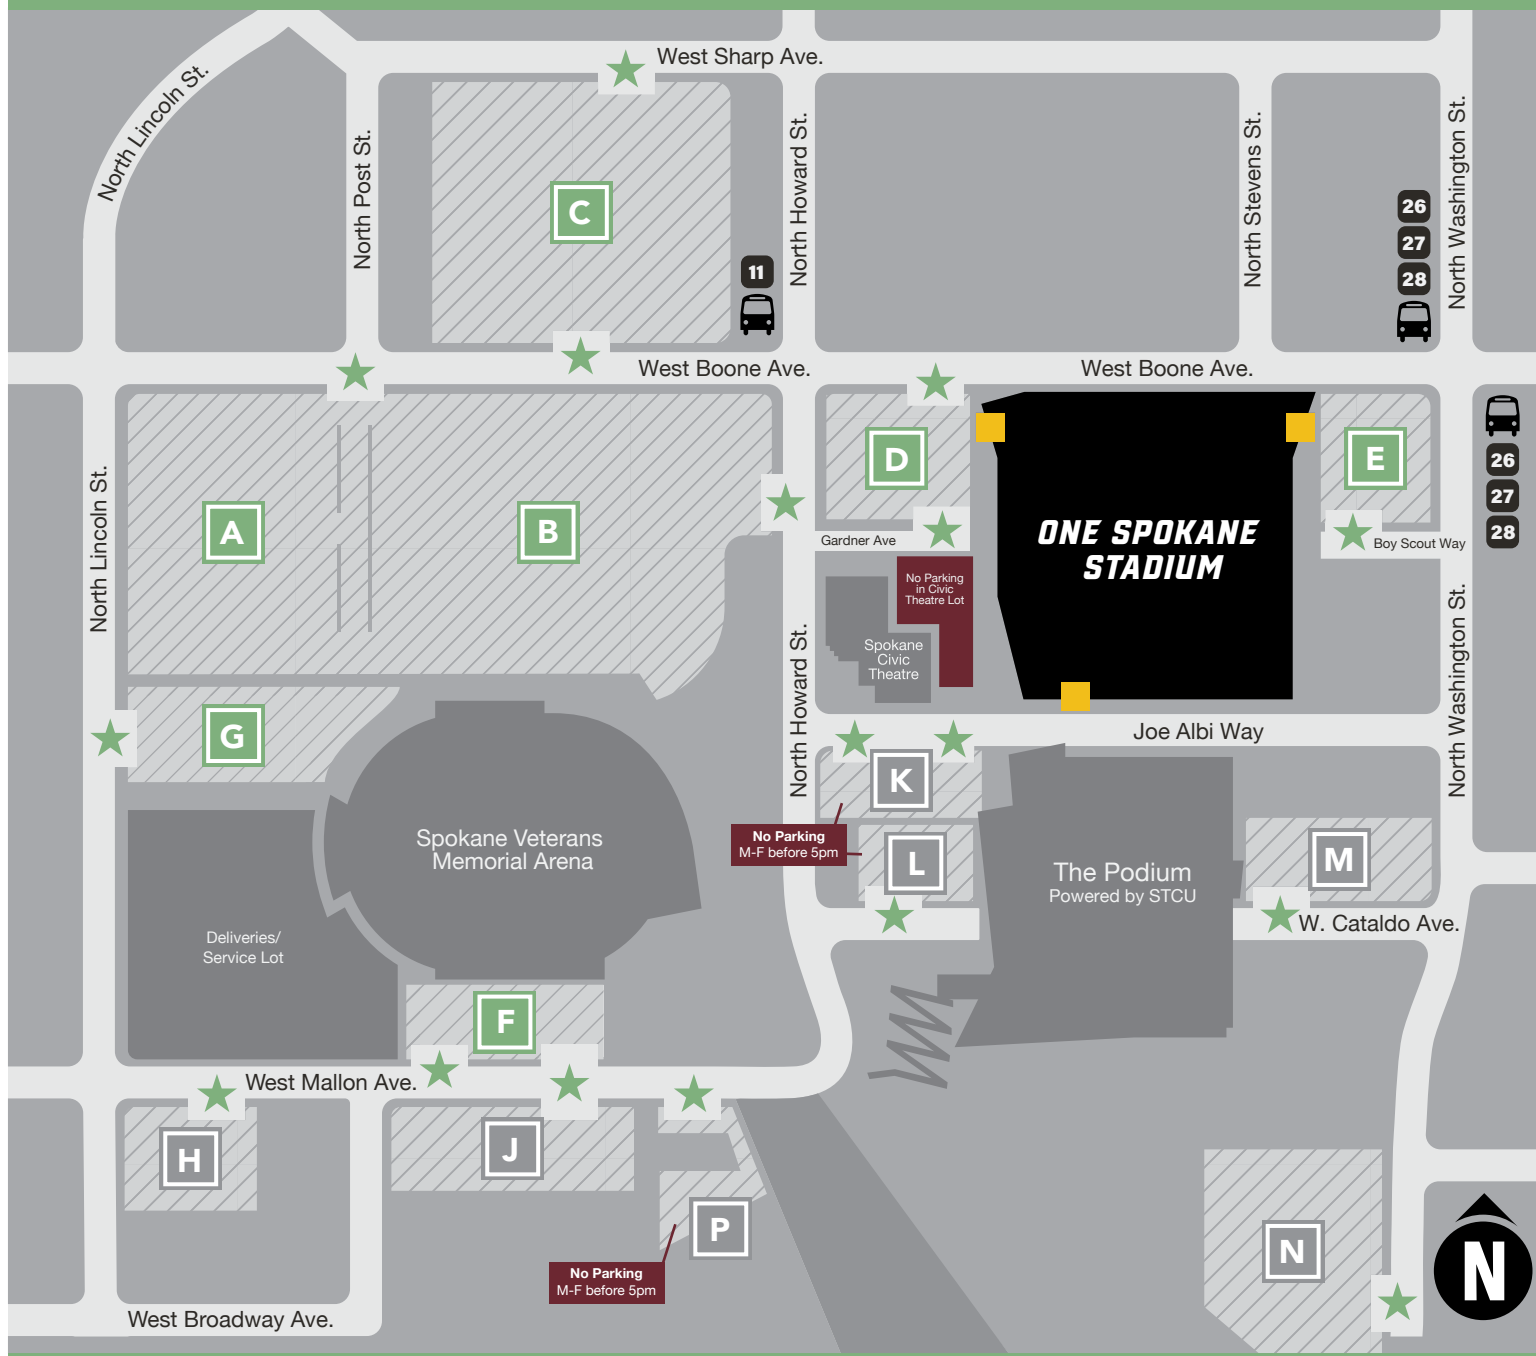 West Sharp Ave.
North Lincoln St.
North Post St.
North Howard St.
North Stevens St.
North Washington St.
C
11
26
27
28
West Boone Ave.
West Boone Ave.
A
B
D
E
26
27
28
ONE SPOKANE
STADIUM
Gardner Ave
Boy Scout Way
No Parking
in Civic
Theatre Lot
Spokane
Civic
Theatre
North Lincoln St.
North Howard St.
North Washington St.
G
Joe Albi Way
K
No Parking
M-F before 5pm
L
M
Spokane Veterans
Memorial Arena
The Podium
Powered by STCU
W. Cataldo Ave.
Deliveries/
Service Lot
F
West Mallon Ave.
H
J
P
No Parking
M-F before 5pm
N
N
West Broadway Ave.